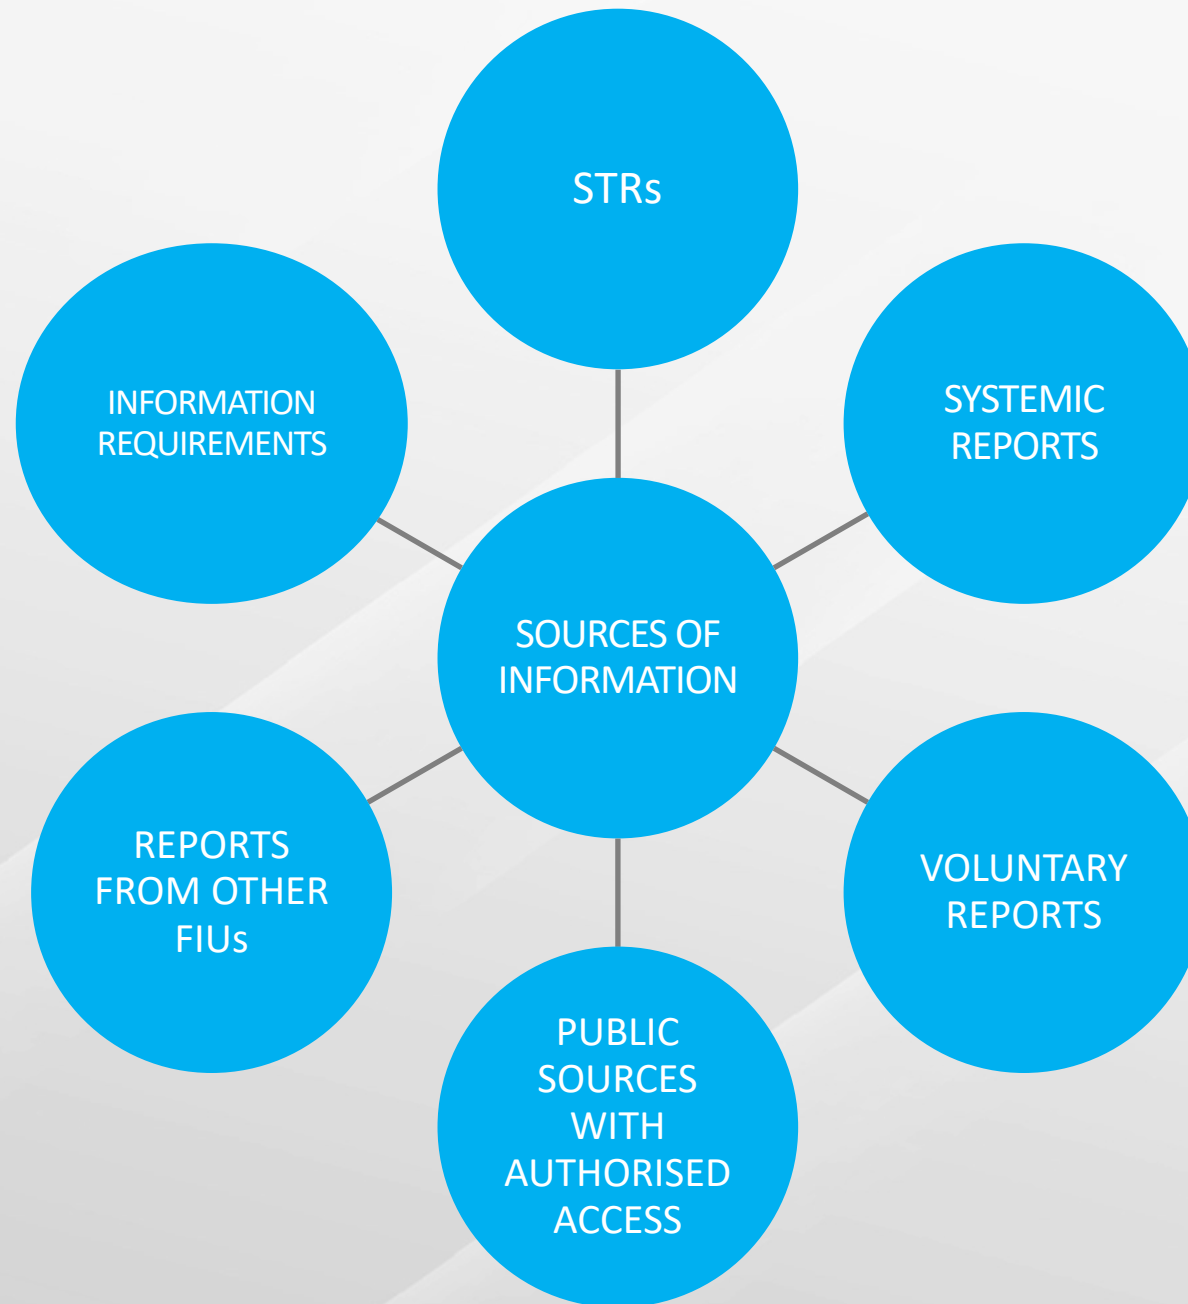 STRs
INFORMATION
REQUIREMENTS
SYSTEMIC
REPORTS
SOURCES OF
INFORMATION
REPORTS
FROM OTHER
FIUs
VOLUNTARY
REPORTS
PUBLIC
SOURCES
WITH
AUTHORISED
ACCESS